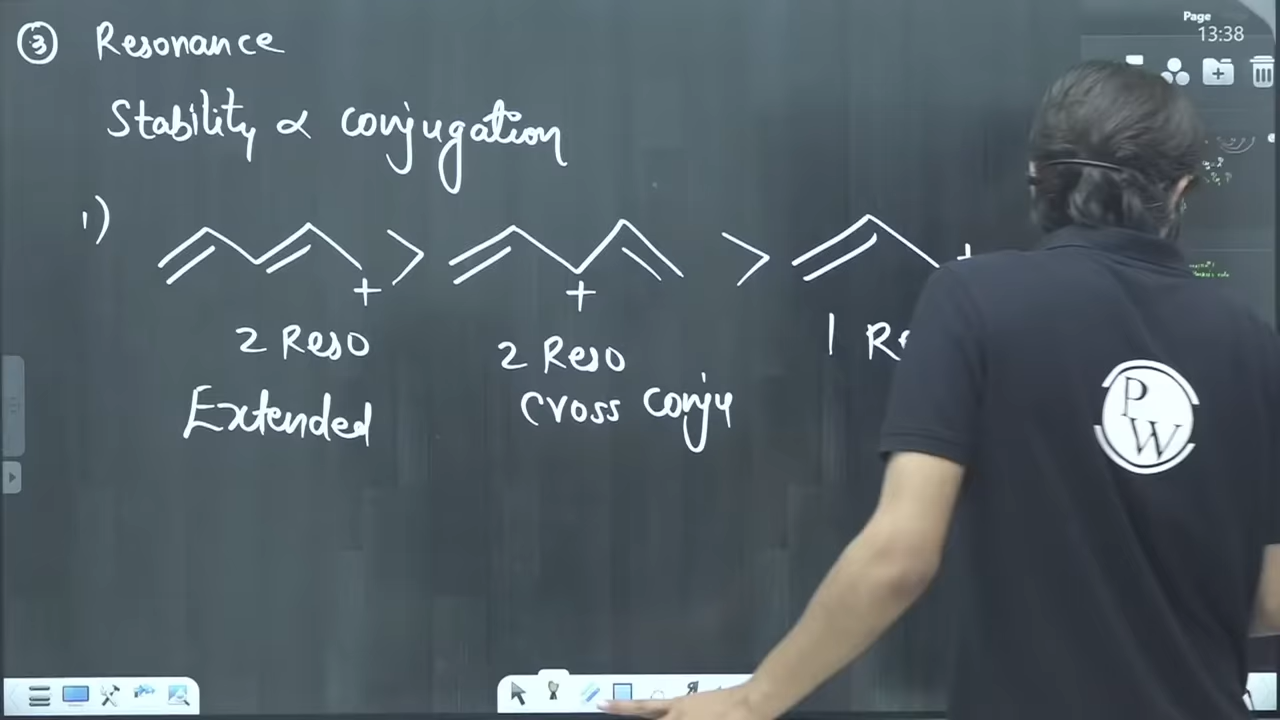 Page
13:38
③ Resonance
Stability ∝ conjugation
1)
+ > + > +
2 Reso 2 Reso 1
Extended cross conju
PW